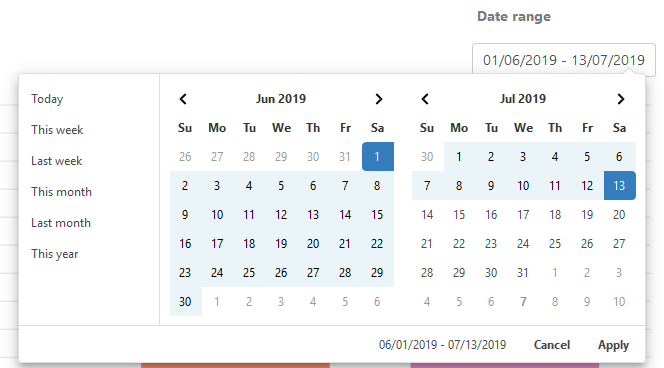 Date range
01/06/2019 - 13/07/2019
Today
This week
Last week
This month
Last month
This year
Jun 2019
Su Mo Tu We Th Fr Sa
26 27 28 29 30 31 1
2 3 4 5 6 7 8
9 10 11 12 13 14 15
16 17 18 19 20 21 22
23 24 25 26 27 28 29
30 1 2 3 4 5 6
Jul 2019
Su Mo Tu We Th Fr Sa
30 1 2 3 4 5 6
7 8 9 10 11 12 13
14 15 16 17 18 19 20
21 22 23 24 25 26 27
28 29 30 31 1 2 3
4 5 6 7 8 9 10
06/01/2019 - 07/13/2019
Cancel
Apply